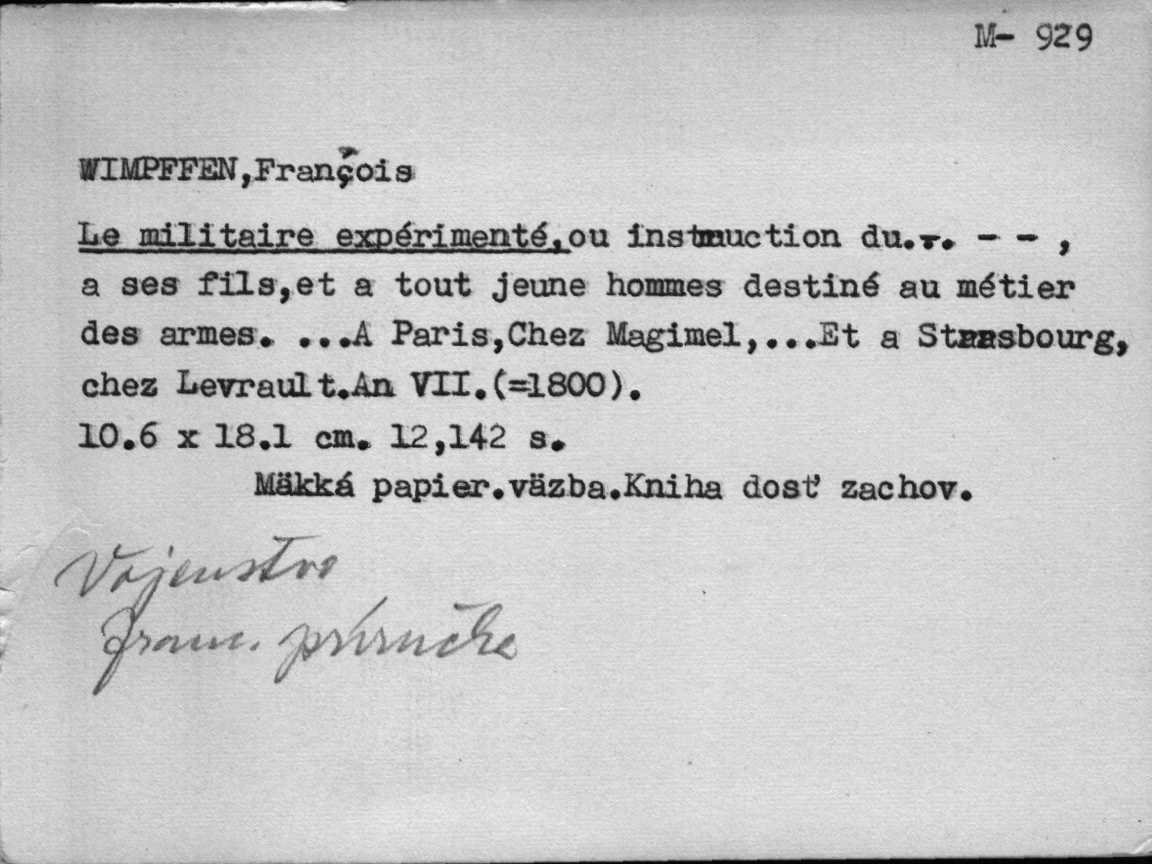 M- 929
WIMPFFEN,François
Le militaire expérimenté,ou instruction du... - - ,
a ses fils,et a tout jeune hommes destiné au métier
des armes. ...A Paris,Chez Magimel,...Et a Strasbourg,
chez Levrault.An VII.(=1800).
10.6 x 18.1 cm. 12,142 s.
Mäkká papier.väzba.Kniha dosť zachov.
Vojenstvo
franc. príručka